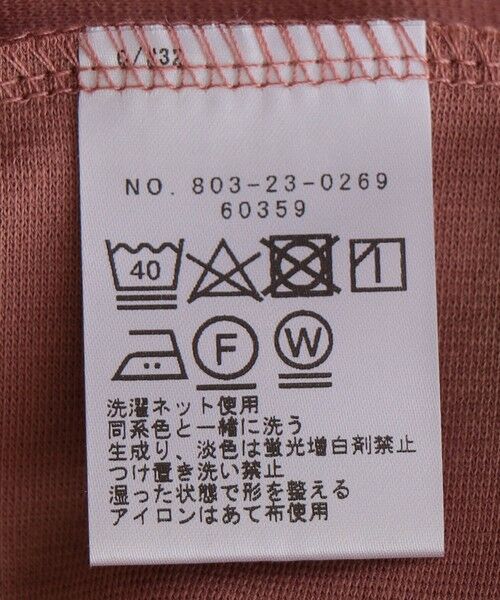 NO. 803-23-0269
60359
40
F W
洗濯ネット使用
同系色と一緒に洗う
生成り、淡色は蛍光増白剤禁止
つけ置き洗い禁止
湿った状態で形を整える
アイロンはあて布使用